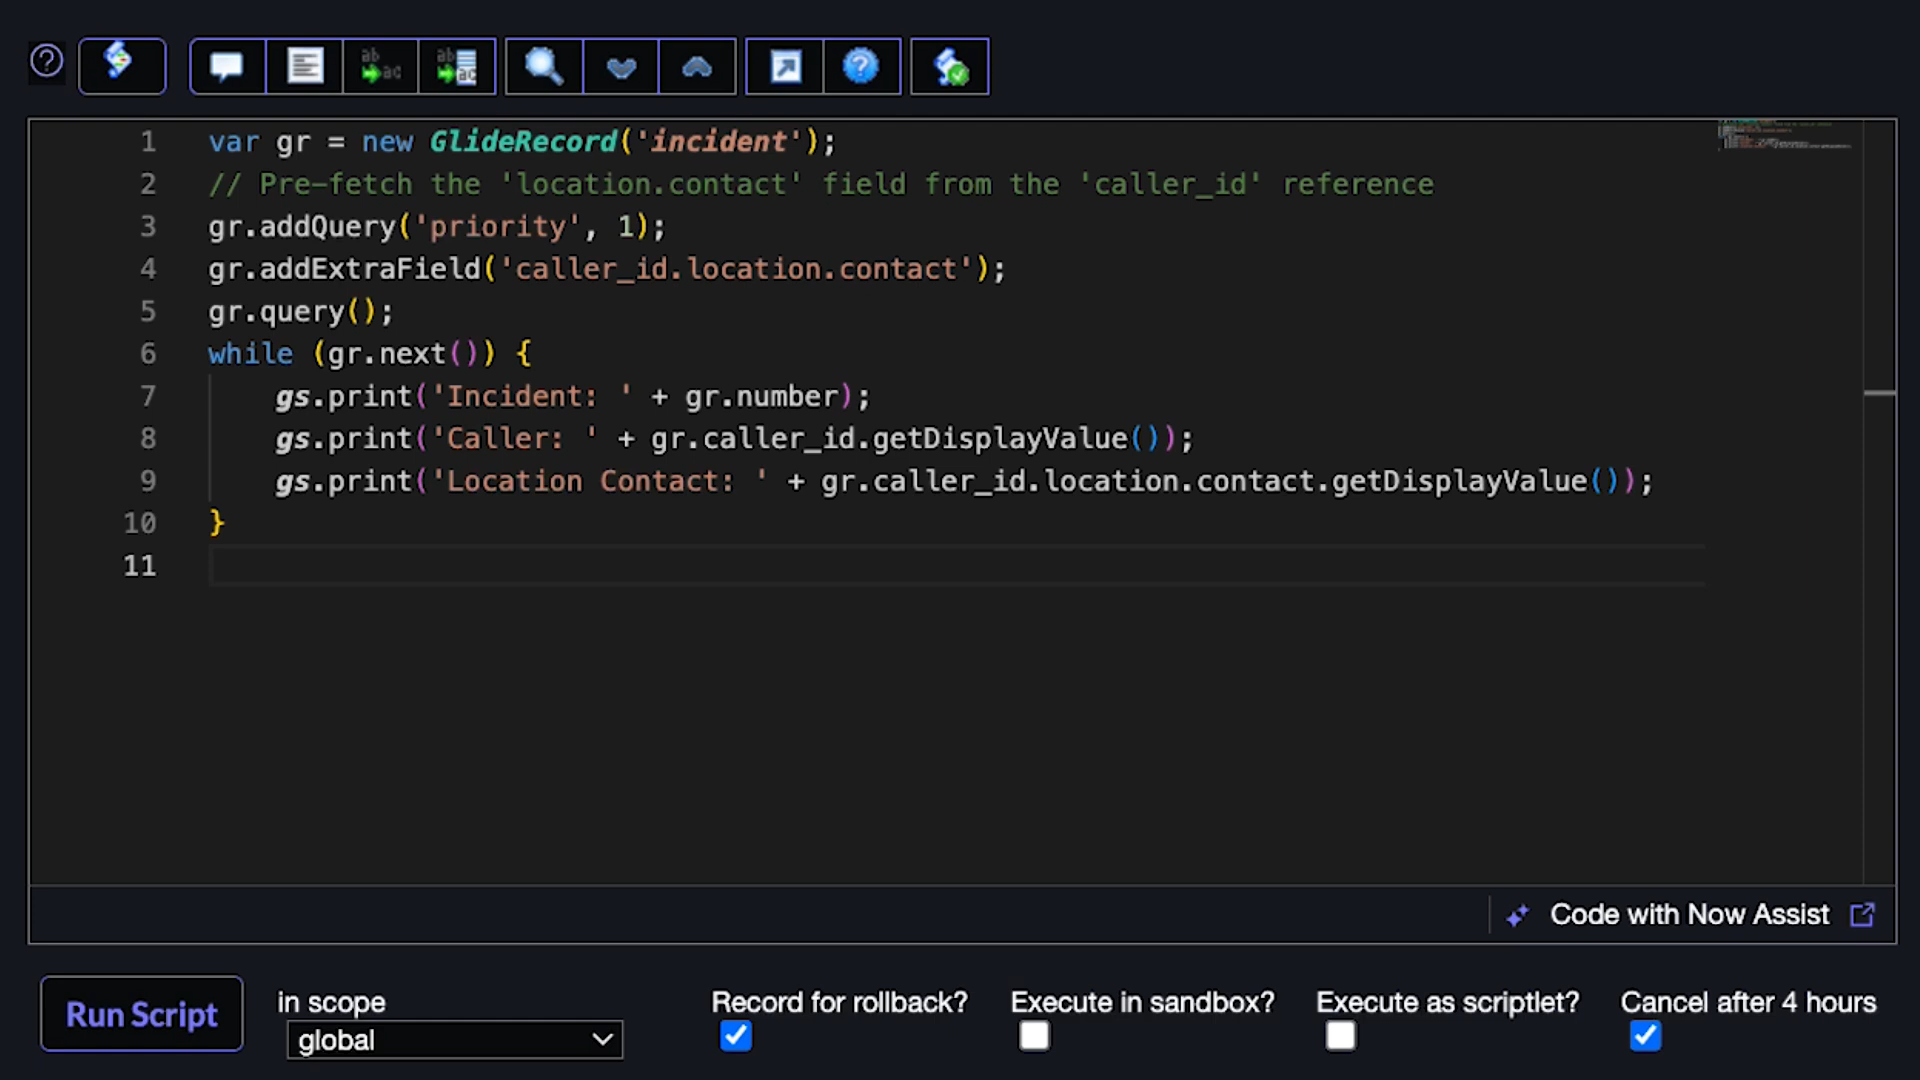 1 var gr = new GlideRecord('incident');
2 // Pre-fetch the 'location.contact' field from the 'caller_id' reference
3 gr.addQuery('priority', 1);
4 gr.addExtraField('caller_id.location.contact');
5 gr.query();
6 while (gr.next()) {
7 gs.print('Incident: ' + gr.number);
8 gs.print('Caller: ' + gr.caller_id.getDisplayValue());
9 gs.print('Location Contact: ' + gr.caller_id.location.contact.getDisplayValue());
10 }
11
Code with Now Assist
Run Script
in scope
global
Record for rollback?
Execute in sandbox?
Execute as scriptlet?
Cancel after 4 hours